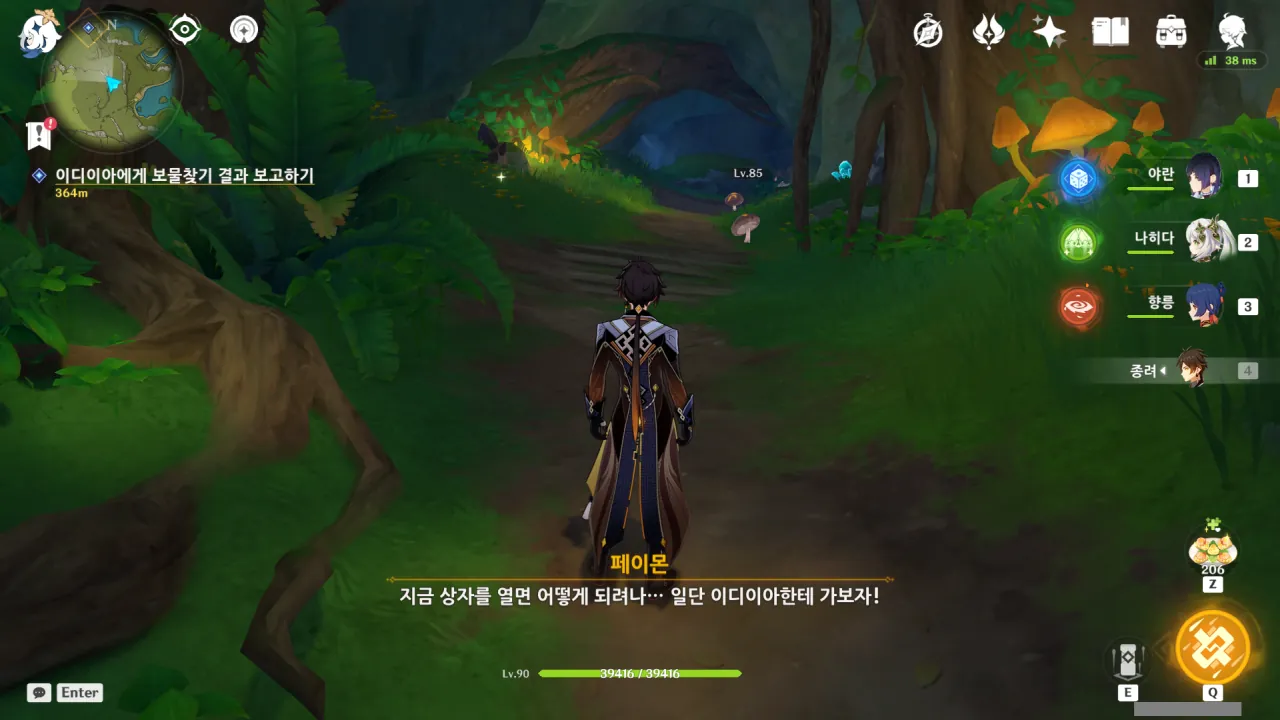 N
38 ms
이디이아에게 보물찾기 결과 보고하기
364m
Lv.85
야란
1
나히다
2
향릉
3
종려
4
페이몬
지금 상자를 열면 어떻게 되려나… 일단 이디이아한테 가보자!
206
Z
Lv.90
39416 / 39416
E
Q
Enter